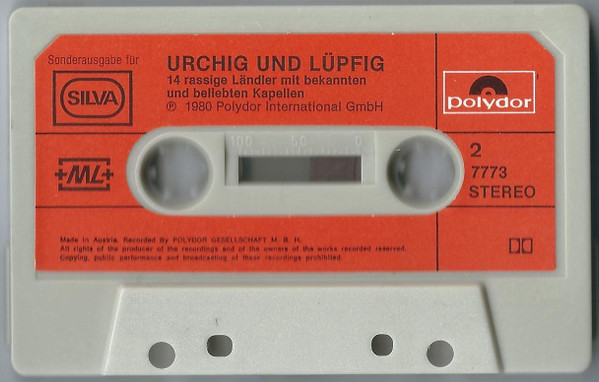 Sonderausgabe für
SILVA
+ML+
URCHIG UND LÜPFIG
14 rassige Ländler mit bekannten
und beliebten Kapellen
℗ 1980 Polydor International GmbH
polydor
100 50 0
2
7773
STEREO
Made in Austria. Recorded By POLYDOR GESELLSCHAFT M. B. H.
All rights of the producer of the recordings and of the owners of the works recorded reserved.
Copying, public performance and broadcasting of these recordings prohibited.